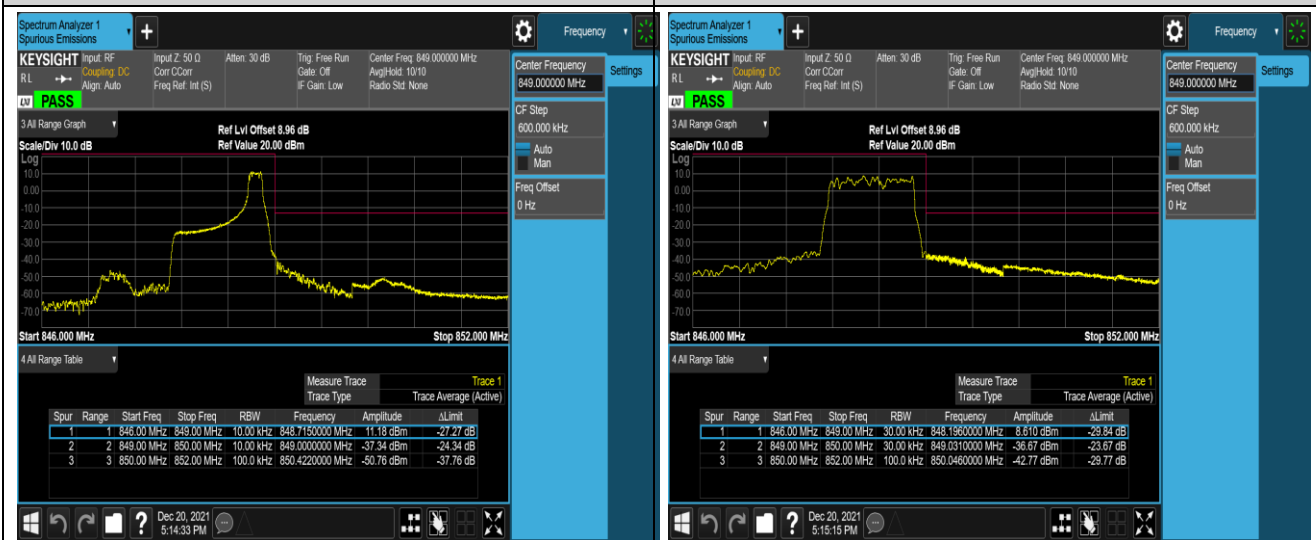 Spectrum Analyzer 1
Spurious Emissions
+
Frequency
KEYSIGHT Input: RF Input Z: 50 Ω Atten: 30 dB Trig: Free Run Center Freq: 849.000000 MHz
RL Coupling: DC Corr CCorr Gate: Off Avg|Hold: 10/10
Align: Auto Freq Ref: Int (S) IF Gain: Low Radio Std: None
LXI PASS
Center Frequency
849.000000 MHz
Settings
CF Step
600.000 kHz
Auto
Man
Freq Offset
0 Hz
3 All Range Graph
Ref Lvl Offset 8.96 dB
Scale/Div 10.0 dB Ref Value 20.00 dBm
Log
10.0
0.00
-10.0
-20.0
-30.0
-40.0
-50.0
-60.0
-70.0
Start 846.000 MHz Stop 852.000 MHz
4 All Range Table
Measure Trace Trace 1
Trace Type Trace Average (Active)
Spur Range Start Freq Stop Freq RBW Frequency Amplitude ΔLimit
1 1 846.00 MHz 849.00 MHz 10.00 kHz 848.7150000 MHz 11.18 dBm -27.27 dB
2 2 849.00 MHz 850.00 MHz 10.00 kHz 849.0000000 MHz -37.34 dBm -24.34 dB
3 3 850.00 MHz 852.00 MHz 100.0 kHz 850.4220000 MHz -50.76 dBm -37.76 dB
?
Dec 20, 2021
5:14:33 PM
Spectrum Analyzer 1
Spurious Emissions
+
Frequency
KEYSIGHT Input: RF Input Z: 50 Ω Atten: 30 dB Trig: Free Run Center Freq: 849.000000 MHz
RL Coupling: DC Corr CCorr Gate: Off Avg|Hold: 10/10
Align: Auto Freq Ref: Int (S) IF Gain: Low Radio Std: None
LXI PASS
Center Frequency
849.000000 MHz
Settings
CF Step
600.000 kHz
Auto
Man
Freq Offset
0 Hz
3 All Range Graph
Ref Lvl Offset 8.96 dB
Scale/Div 10.0 dB Ref Value 20.00 dBm
Log
10.0
0.00
-10.0
-20.0
-30.0
-40.0
-50.0
-60.0
-70.0
Start 846.000 MHz Stop 852.000 MHz
4 All Range Table
Measure Trace Trace 1
Trace Type Trace Average (Active)
Spur Range Start Freq Stop Freq RBW Frequency Amplitude ΔLimit
1 1 846.00 MHz 849.00 MHz 30.00 kHz 848.1960000 MHz 8.610 dBm -29.84 dB
2 2 849.00 MHz 850.00 MHz 30.00 kHz 849.0310000 MHz -36.67 dBm -23.67 dB
3 3 850.00 MHz 852.00 MHz 100.0 kHz 850.0460000 MHz -42.77 dBm -29.77 dB
?
Dec 20, 2021
5:15:15 PM